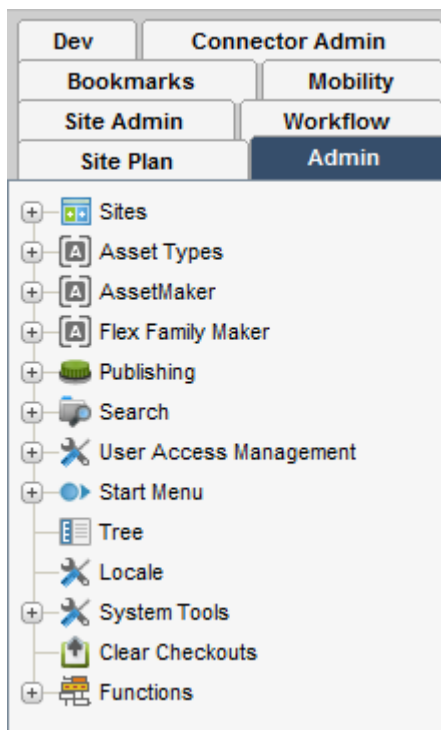 Dev Connector Admin
Bookmarks Mobility
Site Admin Workflow
Site Plan Admin
Sites
Asset Types
AssetMaker
Flex Family Maker
Publishing
Search
User Access Management
Start Menu
Tree
Locale
System Tools
Clear Checkouts
Functions